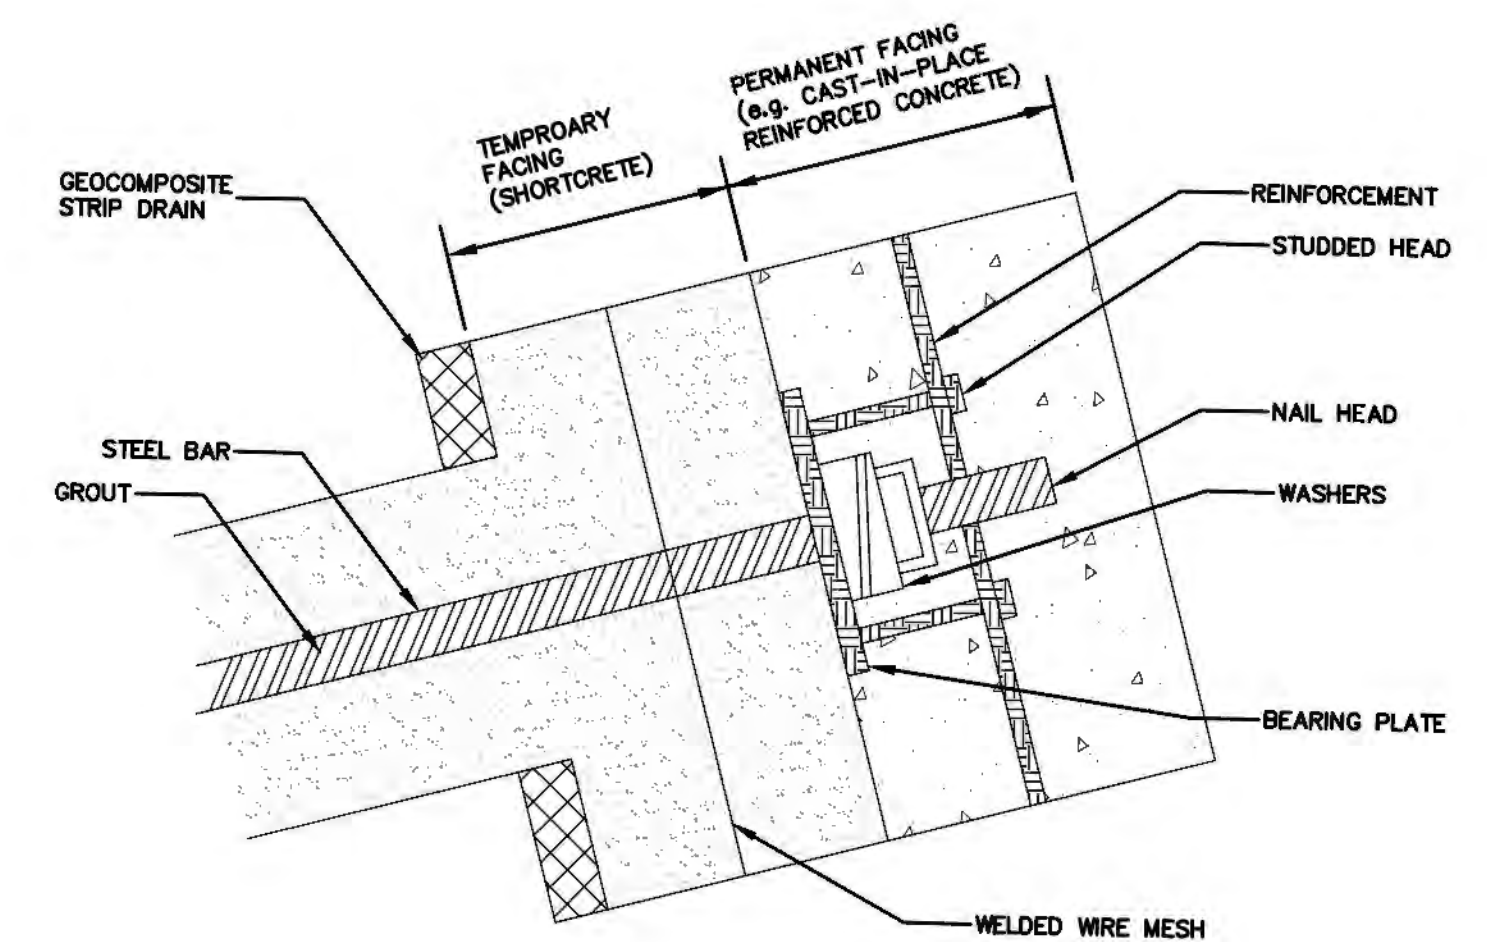 PERMANENT FACING
(e.g. CAST-IN-PLACE
REINFORCED CONCRETE)
TEMPROARY
FACING
(SHORTCRETE)
GEOCOMPOSITE
STRIP DRAIN
REINFORCEMENT
STUDDED HEAD
NAIL HEAD
STEEL BAR
GROUT
WASHERS
BEARING PLATE
WELDED WIRE MESH